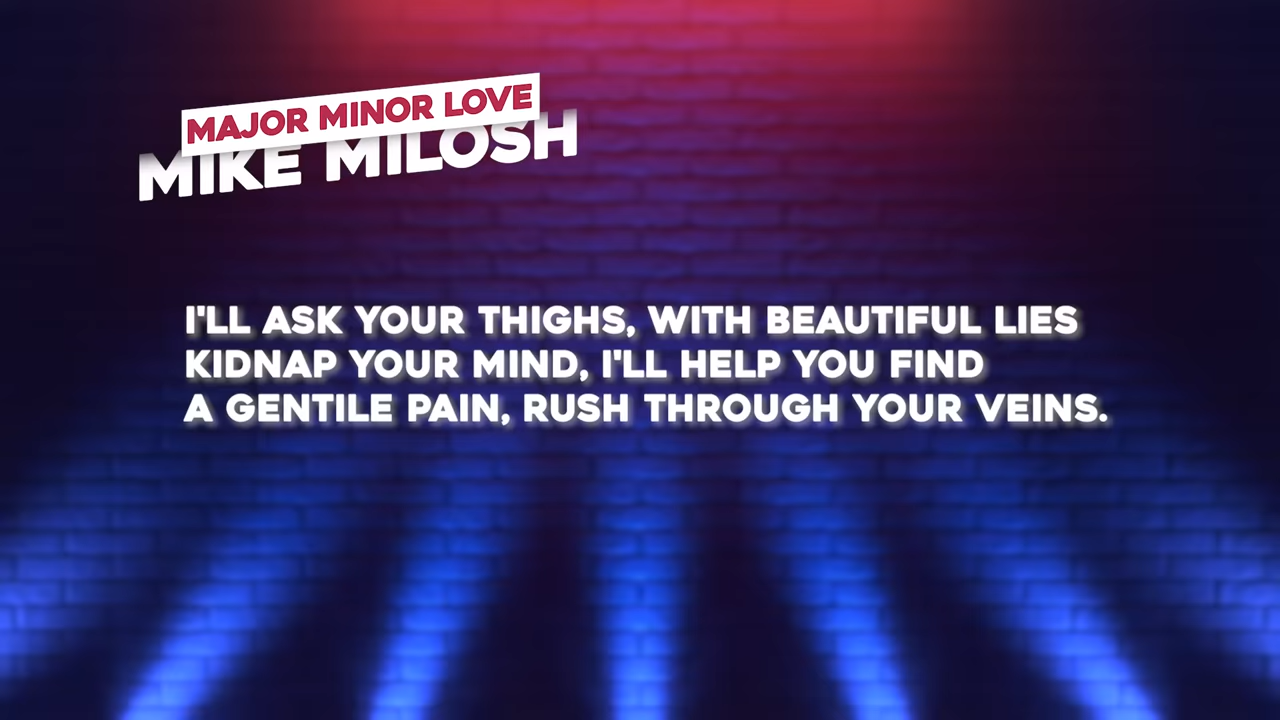 MAJOR MINOR LOVE
MIKE MILOSH
I'LL ASK YOUR THIGHS, WITH BEAUTIFUL LIES
KIDNAP YOUR MIND, I'LL HELP YOU FIND
A GENTILE PAIN, RUSH THROUGH YOUR VEINS.